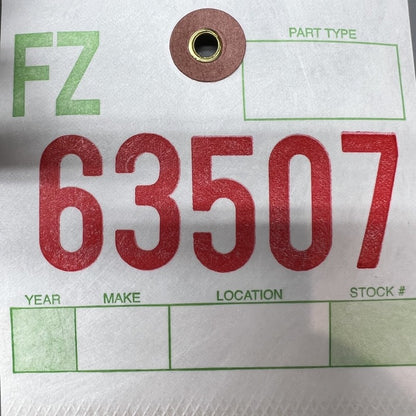 FZ
PART TYPE
63507
YEAR MAKE LOCATION STOCK #